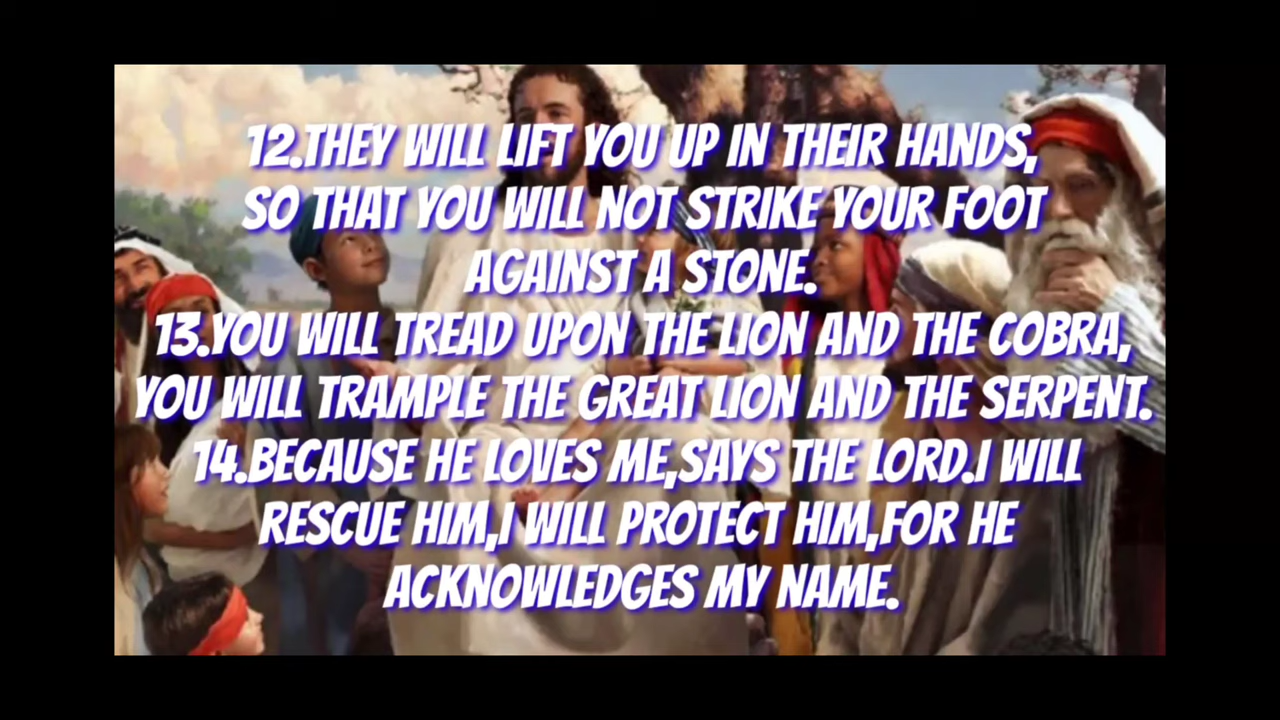 12.THEY WILL LIFT YOU UP IN THEIR HANDS,
SO THAT YOU WILL NOT STRIKE YOUR FOOT
AGAINST A STONE.
13.YOU WILL TREAD UPON THE LION AND THE COBRA,
YOU WILL TRAMPLE THE GREAT LION AND THE SERPENT.
14.BECAUSE HE LOVES ME,SAYS THE LORD.I WILL
RESCUE HIM,I WILL PROTECT HIM,FOR HE
ACKNOWLEDGES MY NAME.